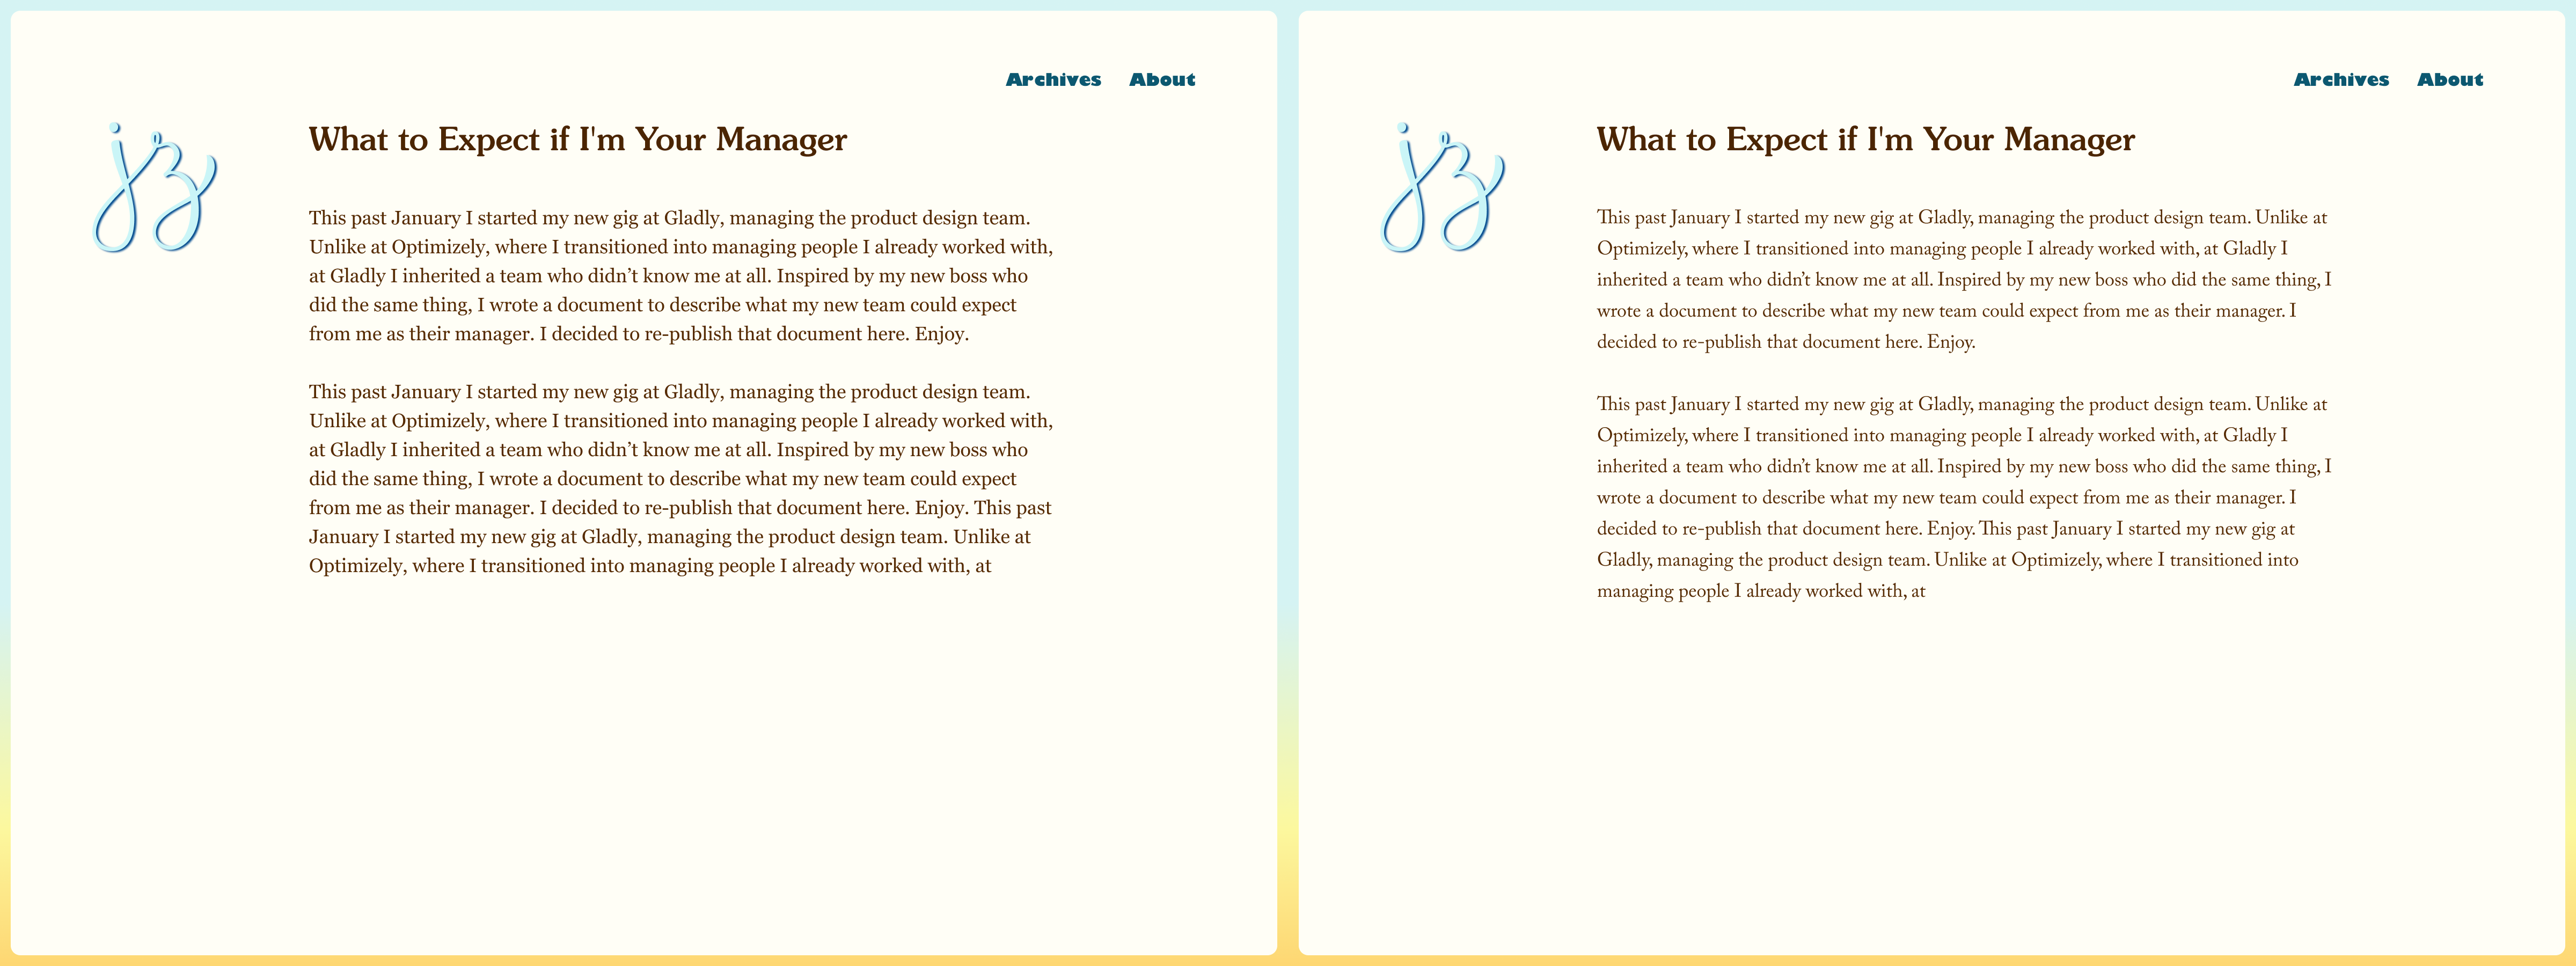 Archives About
jz
What to Expect if I'm Your Manager
This past January I started my new gig at Gladly, managing the product design team.
Unlike at Optimizely, where I transitioned into managing people I already worked with,
at Gladly I inherited a team who didn’t know me at all. Inspired by my new boss who
did the same thing, I wrote a document to describe what my new team could expect
from me as their manager. I decided to re-publish that document here. Enjoy.
This past January I started my new gig at Gladly, managing the product design team.
Unlike at Optimizely, where I transitioned into managing people I already worked with,
at Gladly I inherited a team who didn’t know me at all. Inspired by my new boss who
did the same thing, I wrote a document to describe what my new team could expect
from me as their manager. I decided to re-publish that document here. Enjoy. This past
January I started my new gig at Gladly, managing the product design team. Unlike at
Optimizely, where I transitioned into managing people I already worked with, at
Archives About
jz
What to Expect if I'm Your Manager
This past January I started my new gig at Gladly, managing the product design team. Unlike at
Optimizely, where I transitioned into managing people I already worked with, at Gladly I
inherited a team who didn’t know me at all. Inspired by my new boss who did the same thing, I
wrote a document to describe what my new team could expect from me as their manager. I
decided to re-publish that document here. Enjoy.
This past January I started my new gig at Gladly, managing the product design team. Unlike at
Optimizely, where I transitioned into managing people I already worked with, at Gladly I
inherited a team who didn’t know me at all. Inspired by my new boss who did the same thing, I
wrote a document to describe what my new team could expect from me as their manager. I
decided to re-publish that document here. Enjoy. This past January I started my new gig at
Gladly, managing the product design team. Unlike at Optimizely, where I transitioned into
managing people I already worked with, at